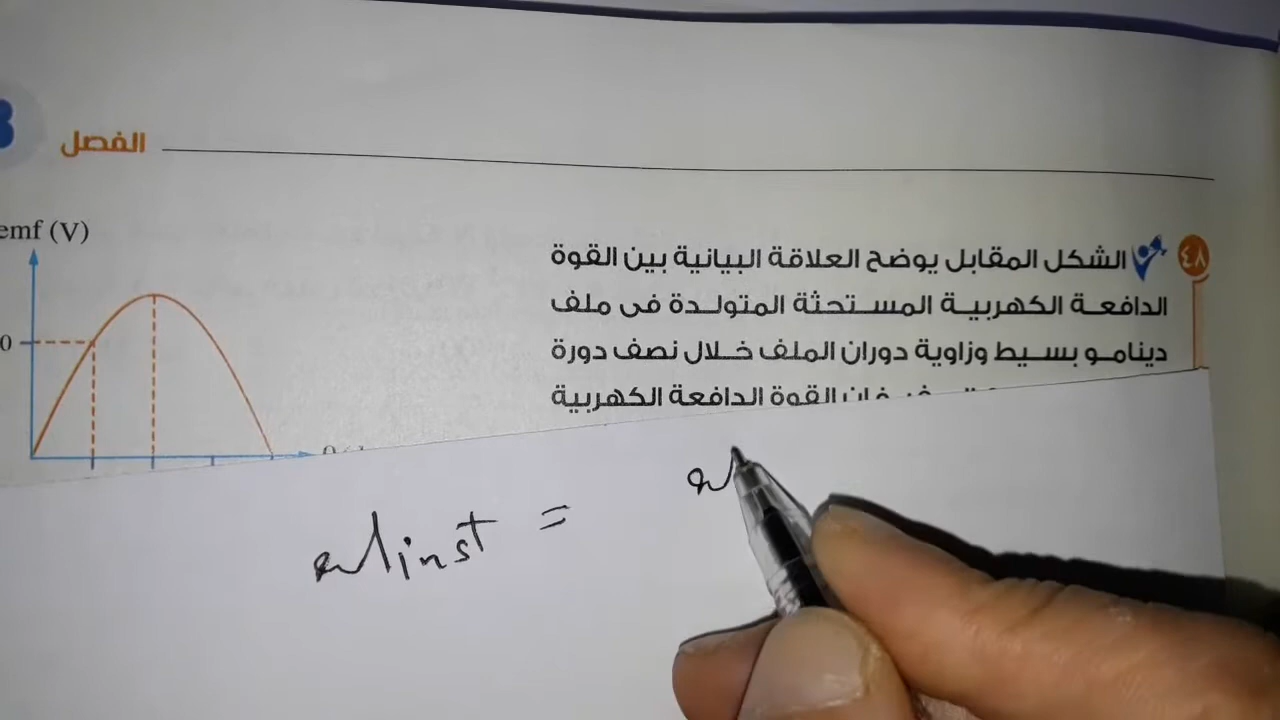 الفصل
٤٨ الشكل المقابل يوضح العلاقة البيانية بين القوة
الدافعة الكهربية المستحثة المتولدة فى ملف
دينامو بسيط وزاوية دوران الملف خلال نصف دورة
فإن القوة الدافعة الكهربية
emf (V)
0
inst =